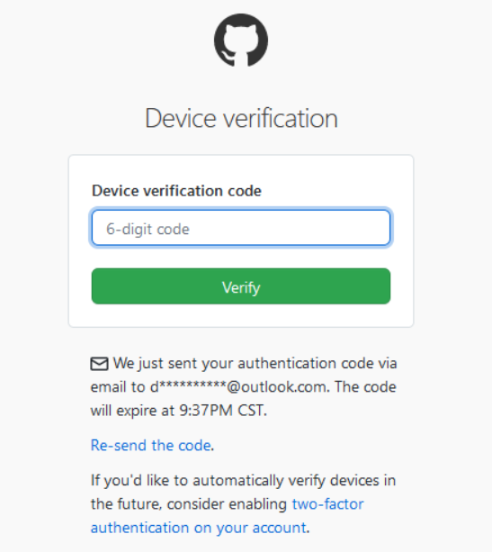 Device verification
Device verification code
6-digit code
Verify
We just sent your authentication code via
email to d**********@outlook.com. The code
will expire at 9:37PM CST.
Re-send the code.
If you'd like to automatically verify devices in
the future, consider enabling two-factor
authentication on your account.